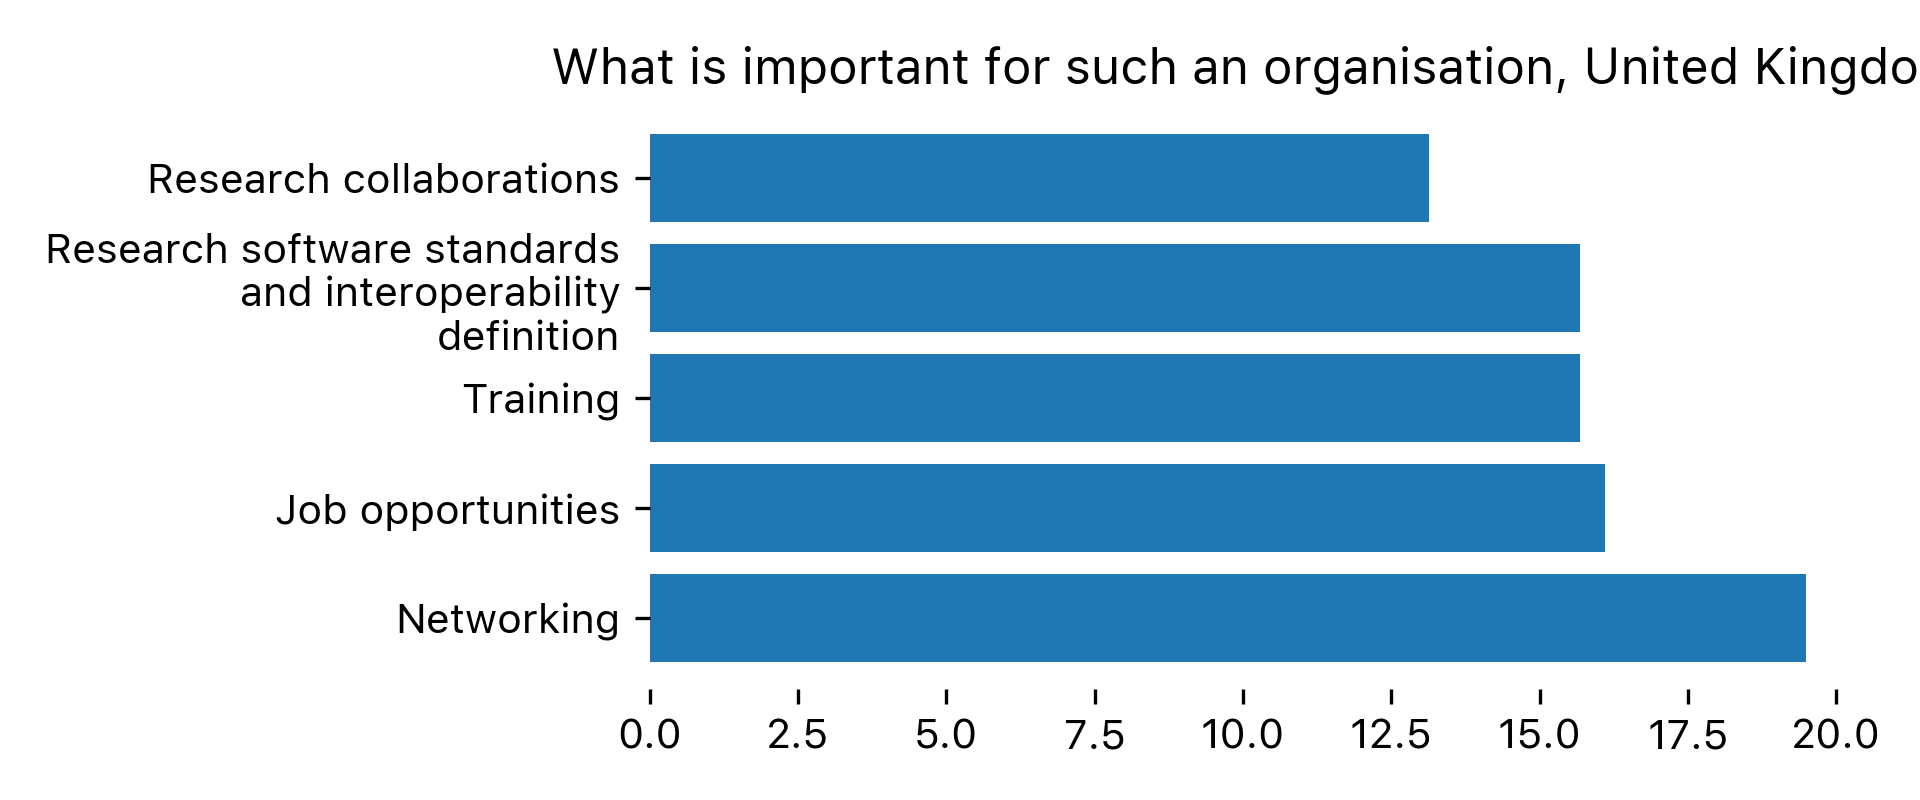 What is important for such an organisation, United Kingdo
Research collaborations
Research software standards
and interoperability
definition
Training
Job opportunities
Networking
0.0 2.5 5.0 7.5 10.0 12.5 15.0 17.5 20.0